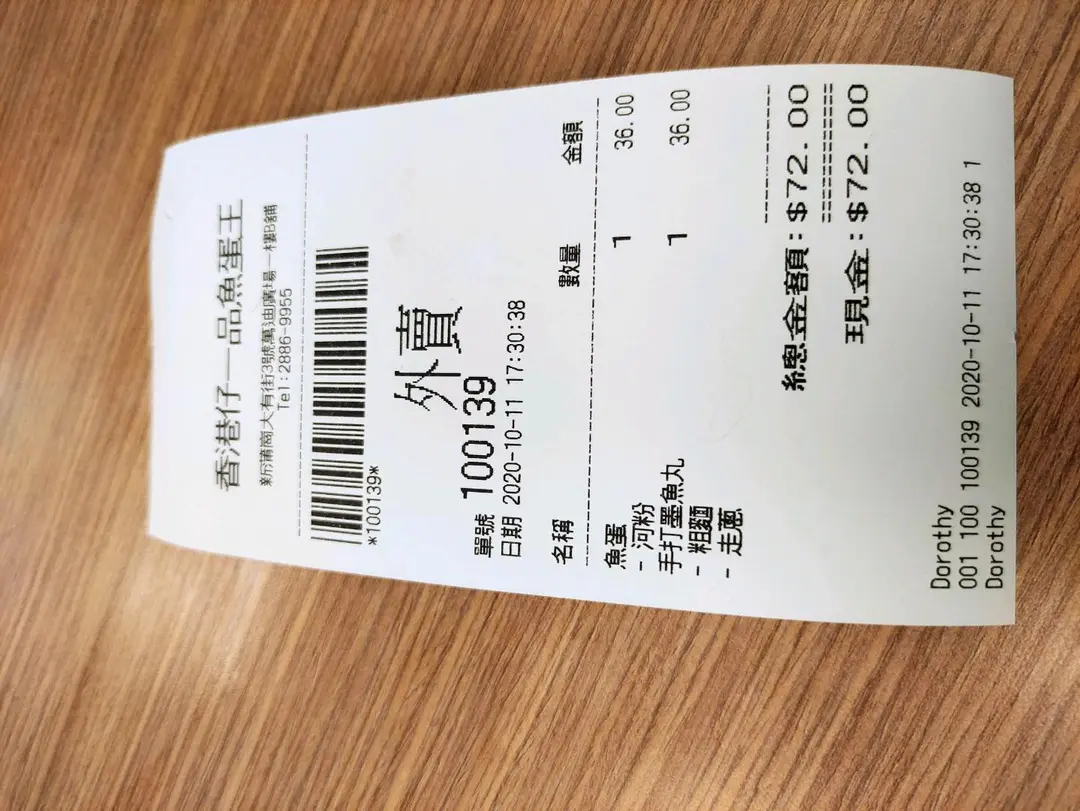 香港仔一品魚蛋王
新蒲崗大有街3號萬迪廣場一樓B舖
Tel:2886-9955
*100139*
外賣
單號 100139
日期 2020-10-11 17:30:38
名稱 數量 金額
魚蛋 1 36.00
- 河粉
手打墨魚丸 1 36.00
- 粗麵
- 走蔥
總金額:$72.00
現金:$72.00
Dorothy
001 1100 100139 2020-10-11 17:30:38 1
Dorothy